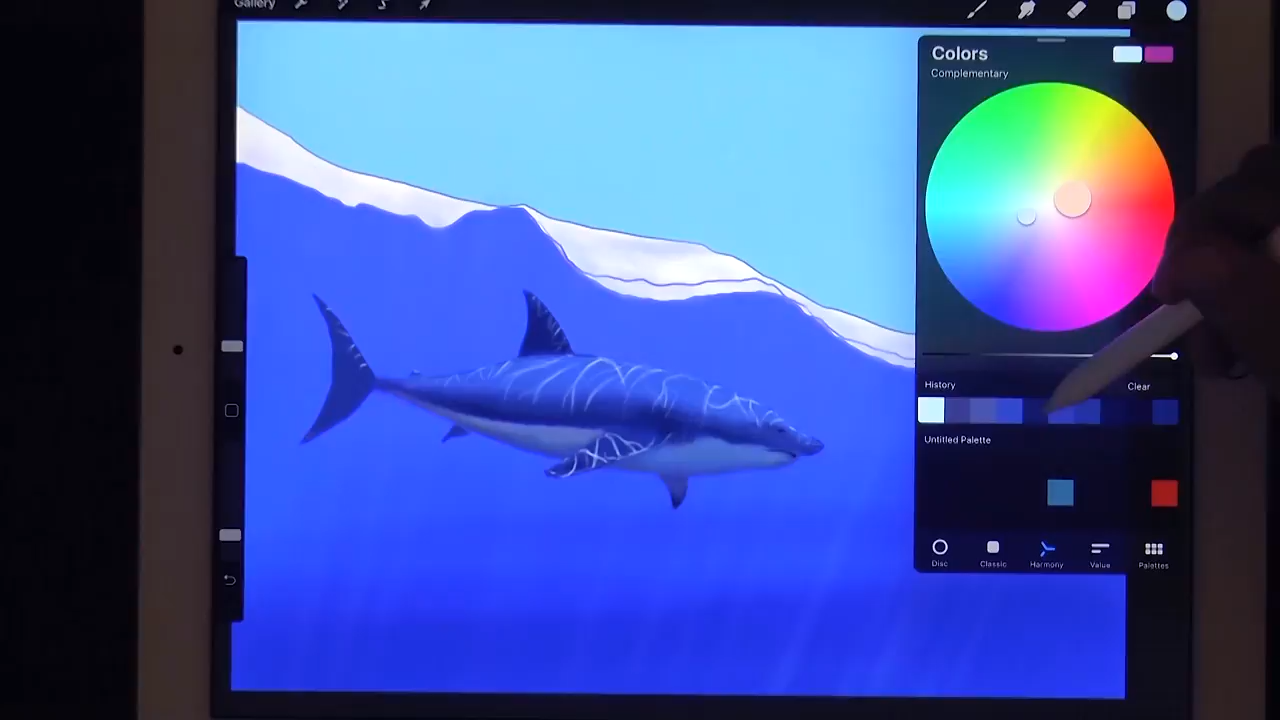 Gallery
Colors
Complementary
History
Clear
Untitled Palette
Disc
Classic
Harmony
Value
Palettes